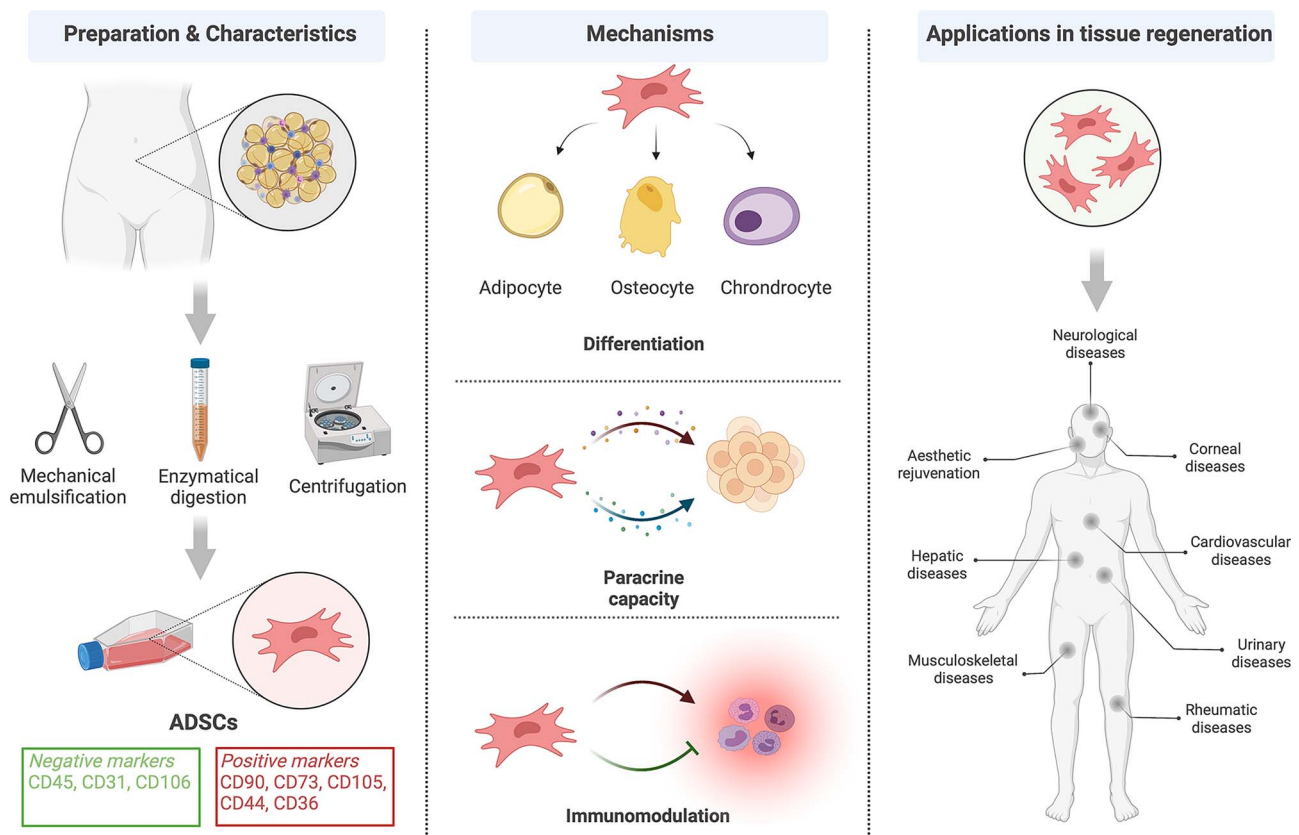 Preparation & Characteristics
Mechanical
emulsification
Enzymatical
digestion
Centrifugation
ADSCs
Negative markers
CD45, CD31, CD106
Positive markers
CD90, CD73, CD105,
CD44, CD36
Mechanisms
Adipocyte
Osteocyte
Chrondrocyte
Differentiation
Paracrine
capacity
Immunomodulation
Applications in tissue regeneration
Neurological
diseases
Aesthetic
rejuvenation
Corneal
diseases
Cardiovascular
diseases
Hepatic
diseases
Urinary
diseases
Musculoskeletal
diseases
Rheumatic
diseases